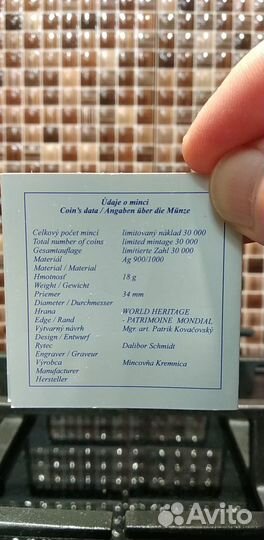 Údaje o minci
Coin's data / Angaben über die Münze
Celkový počet mincí limitovaný náklad 30 000
Total number of coins limited mintage 30 000
Gesamtauflage limitierte Zahl 30 000
Materiál Ag 900/1000
Material / Material
Hmotnosť 18 g
Weight / Gewicht
Priemer 34 mm
Diameter / Durchmesser
Hrana WORLD HERITAGE
Edge / Rand - PATRIMOINE MONDIAL
Výtvarný návrh Mgr. art. Patrik Kovačovský
Design / Entwurf
Rytec Dalibor Schmidt
Engraver / Graveur
Výrobca Mincovňa Kremnica
Manufacturer
Hersteller
Avito